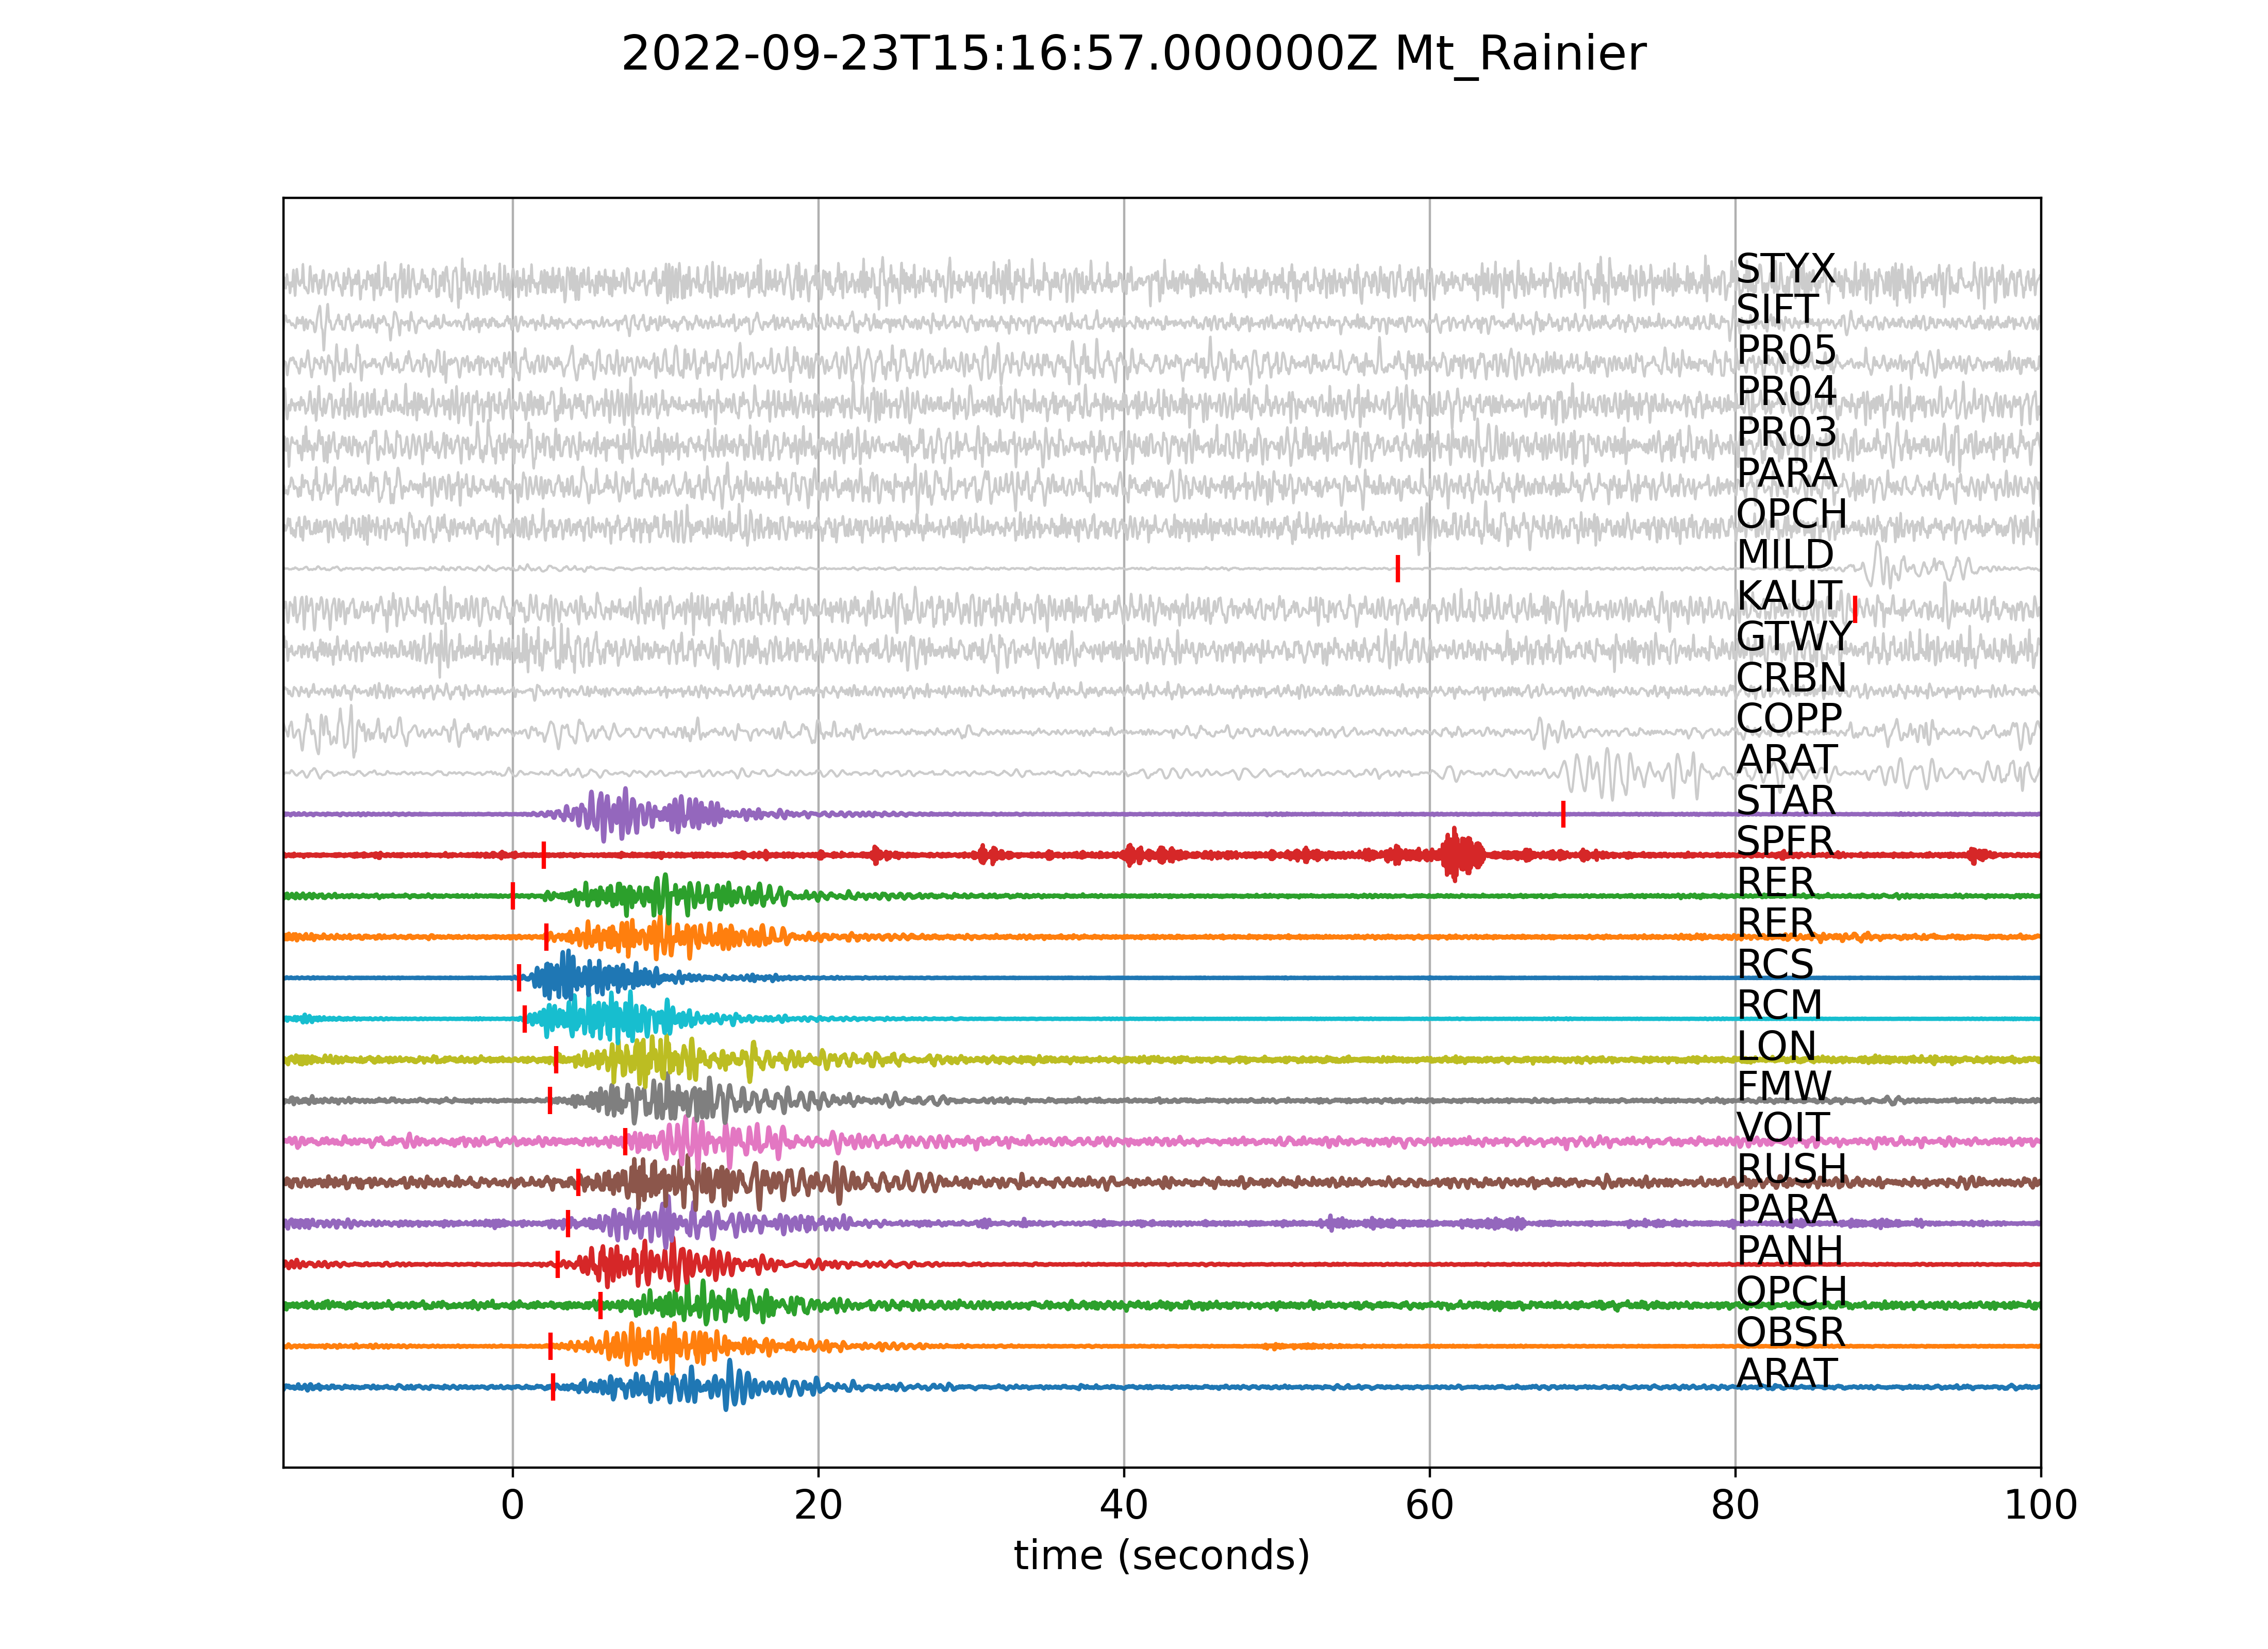 2022-09-23T15:16:57.000000Z Mt_Rainier
STYX
SIFT
PR05
PR04
PR03
PARA
OPCH
MILD
KAUT
GTWY
CRBN
COPP
ARAT
STAR
SPFR
RER
RER
RCS
RCM
LON
FMW
VOIT
RUSH
PARA
PANH
OPCH
OBSR
ARAT
0 20 40 60 80 100
time (seconds)